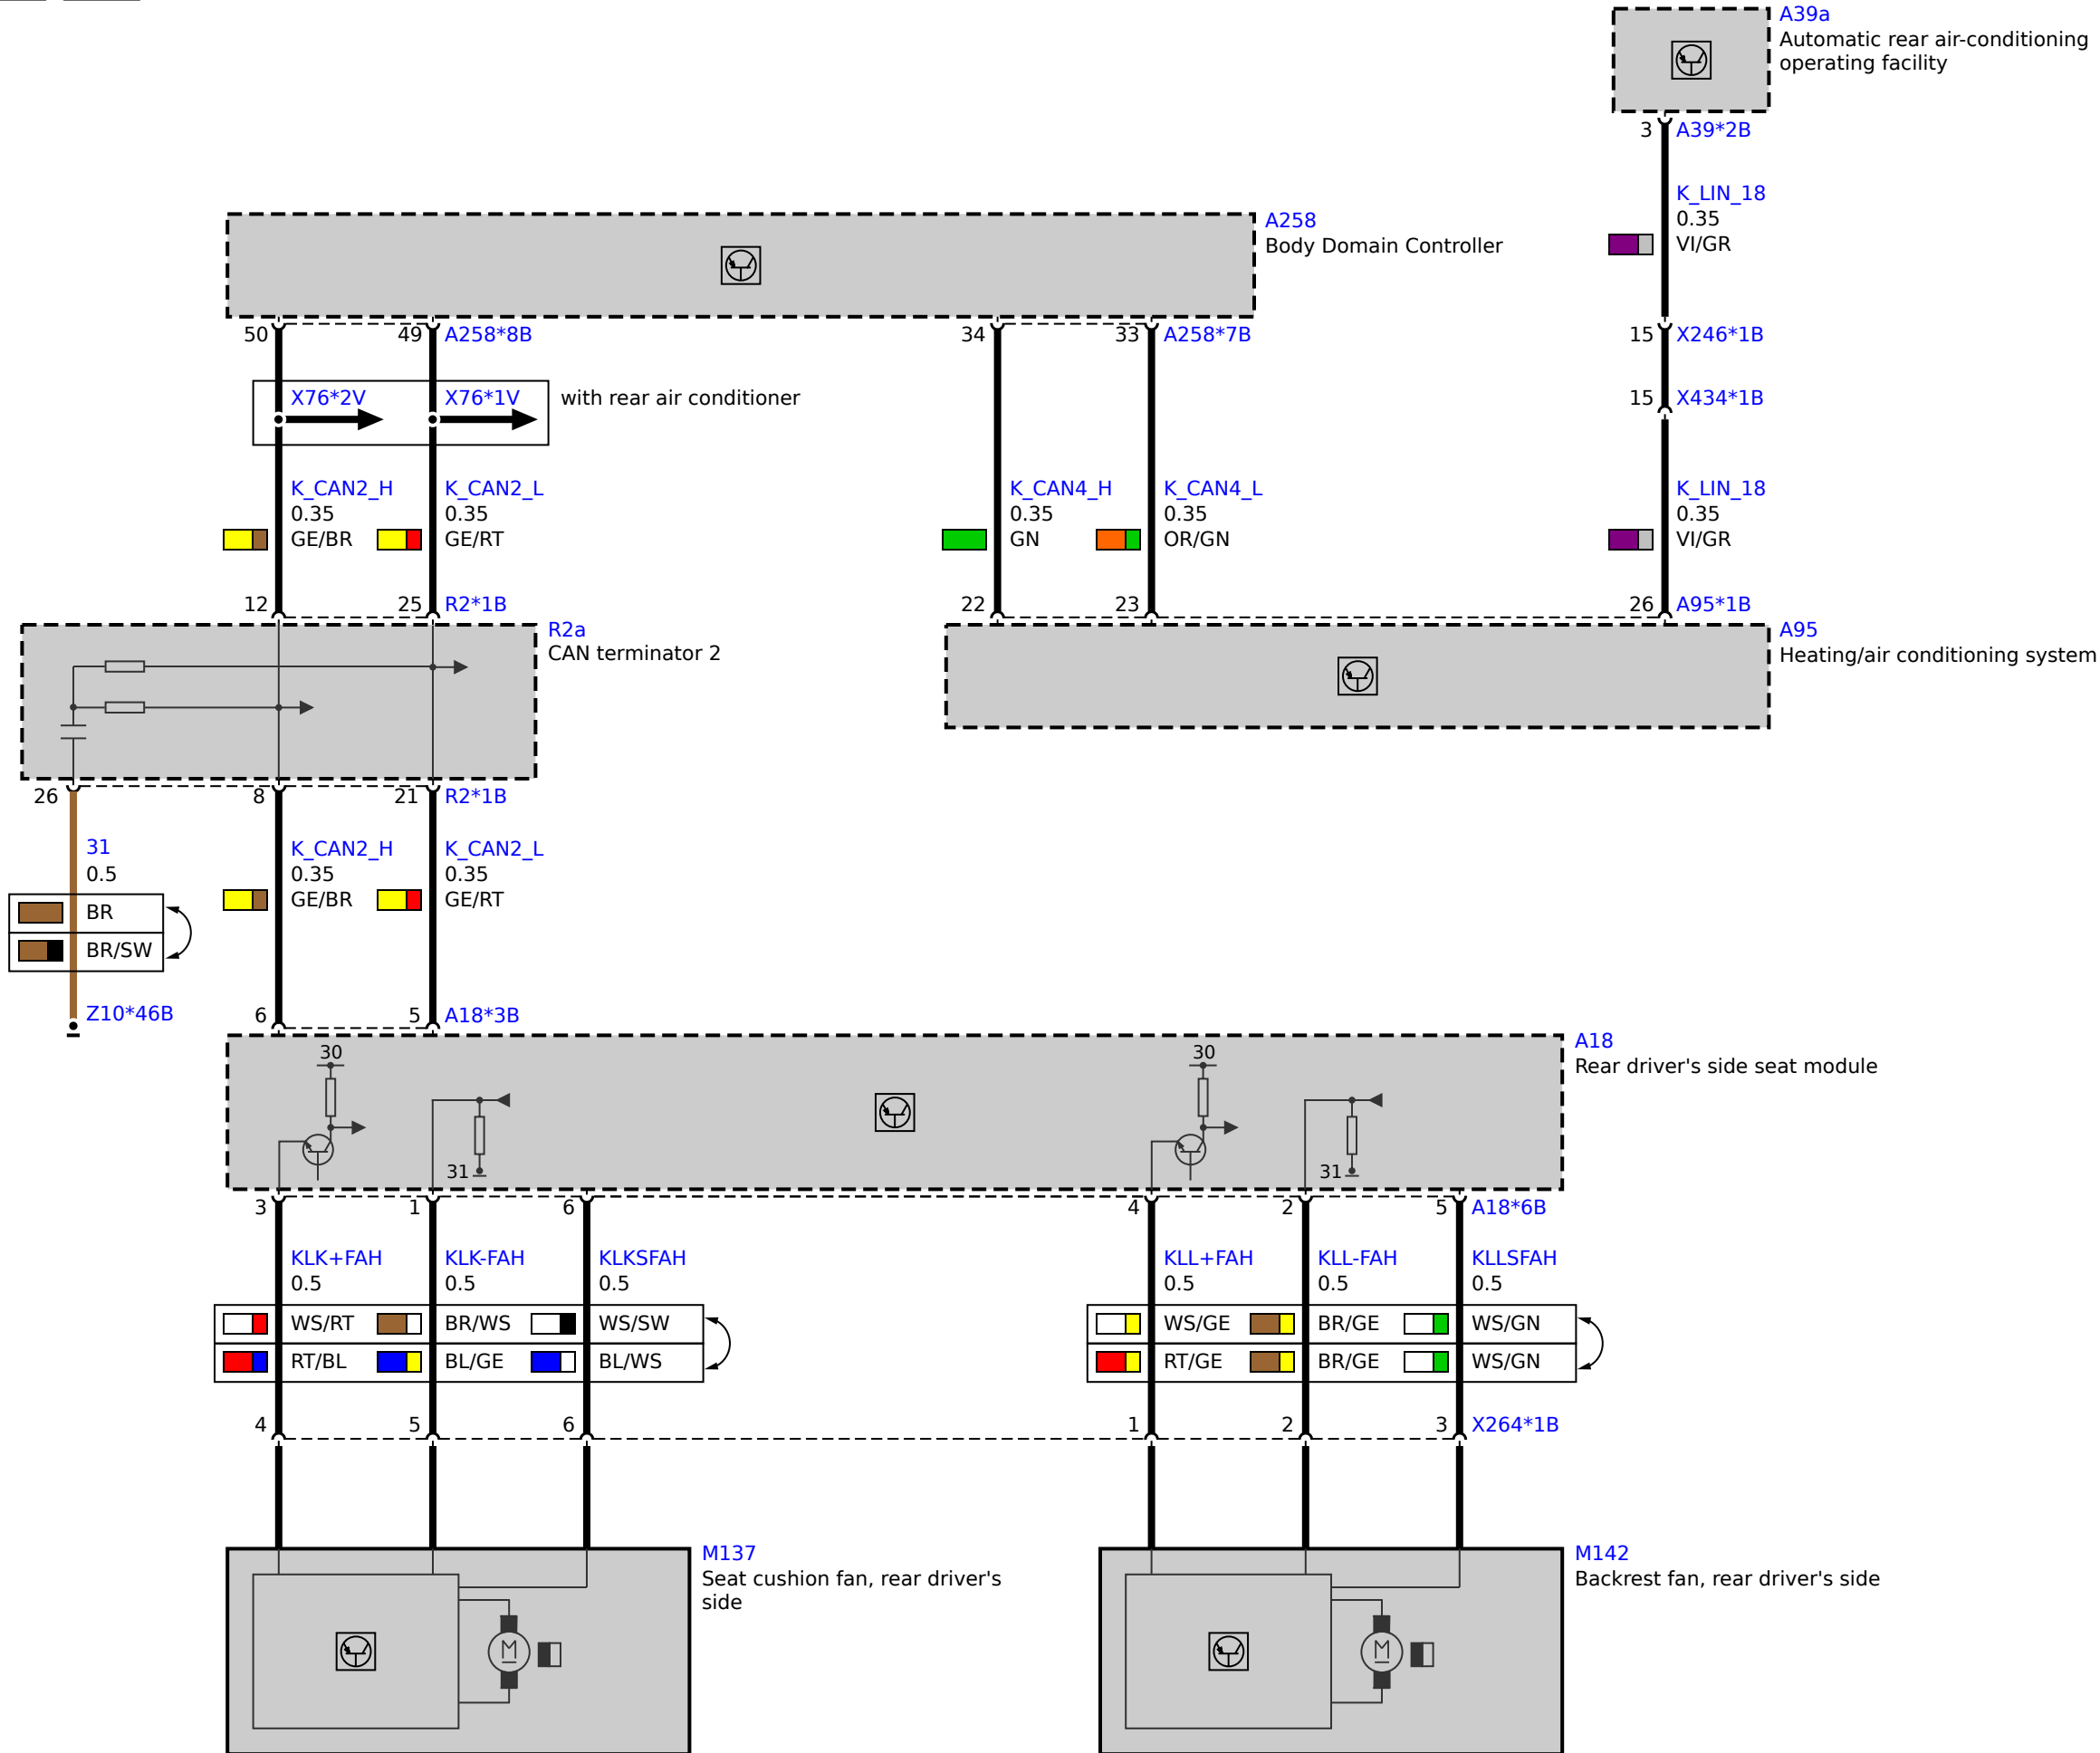 A39a
Automatic rear air-conditioning
operating facility
3 A39*2B
K_LIN_18
0.35
VI/GR
A258
Body Domain Controller
50 49 A258*8B 34 33 A258*7B 15 X246*1B
X76*2V X76*1V with rear air conditioner 15 X434*1B
K_CAN2_H K_CAN2_L K_CAN4_H K_CAN4_L K_LIN_18
0.35 0.35 0.35 0.35 0.35
GE/BR GE/RT GN OR/GN VI/GR
12 25 R2*1B 22 23 26 A95*1B
R2a A95
CAN terminator 2 Heating/air conditioning system
26 8 21 R2*1B
31 K_CAN2_H K_CAN2_L
0.5 0.35 0.35
GE/BR GE/RT
BR
BR/SW
Z10*46B 6 5 A18*3B
A18
Rear driver's side seat module
30 30
31 31
3 1 6 4 2 5 A18*6B
KLK+FAH KLK-FAH KLKSFAH KLL+FAH KLL-FAH KLLSFAH
0.5 0.5 0.5 0.5 0.5 0.5
WS/RT BR/WS WS/SW WS/GE BR/GE WS/GN
RT/BL BL/GE BL/WS RT/GE BR/GE WS/GN
4 5 6 1 2 3 X264*1B
M137 M142
Seat cushion fan, rear driver's Backrest fan, rear driver's side
side
M M